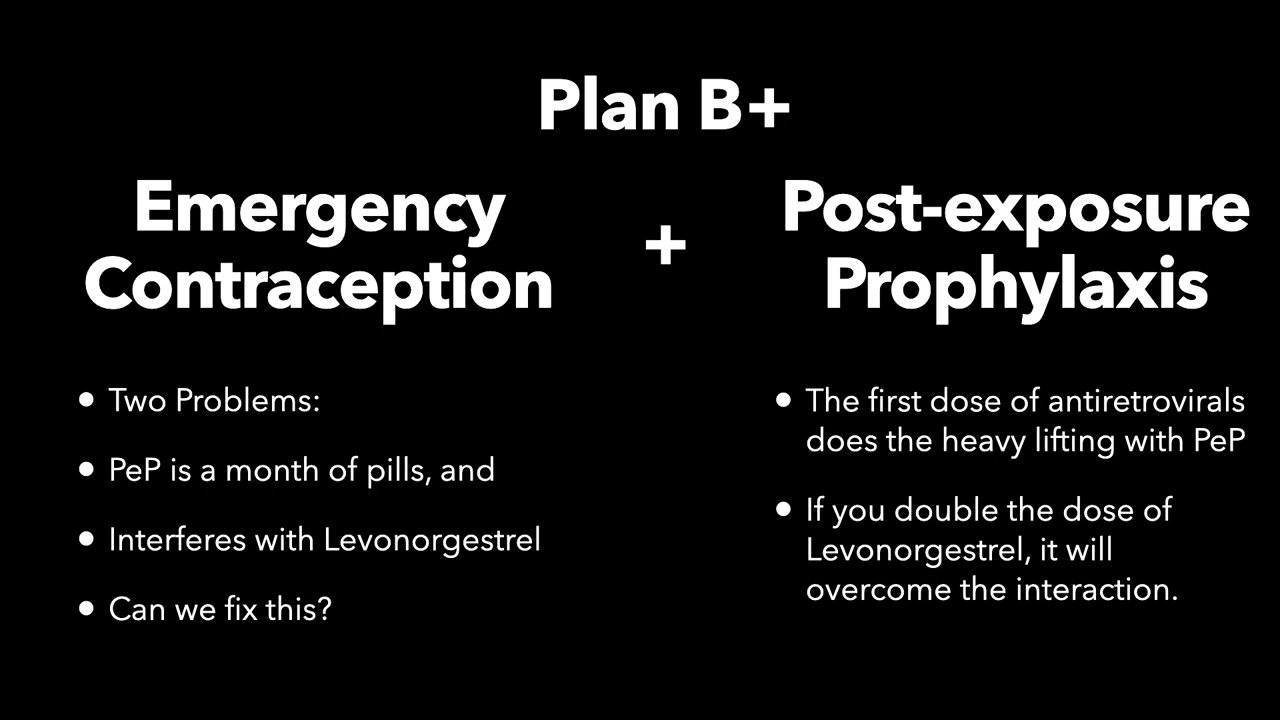 Plan B+
Emergency
Contraception
+
Post-exposure
Prophylaxis
• Two Problems:
• PeP is a month of pills, and
• Interferes with Levonorgestrel
• Can we fix this?
• The first dose of antiretrovirals
does the heavy lifting with PeP
• If you double the dose of
Levonorgestrel, it will
overcome the interaction.